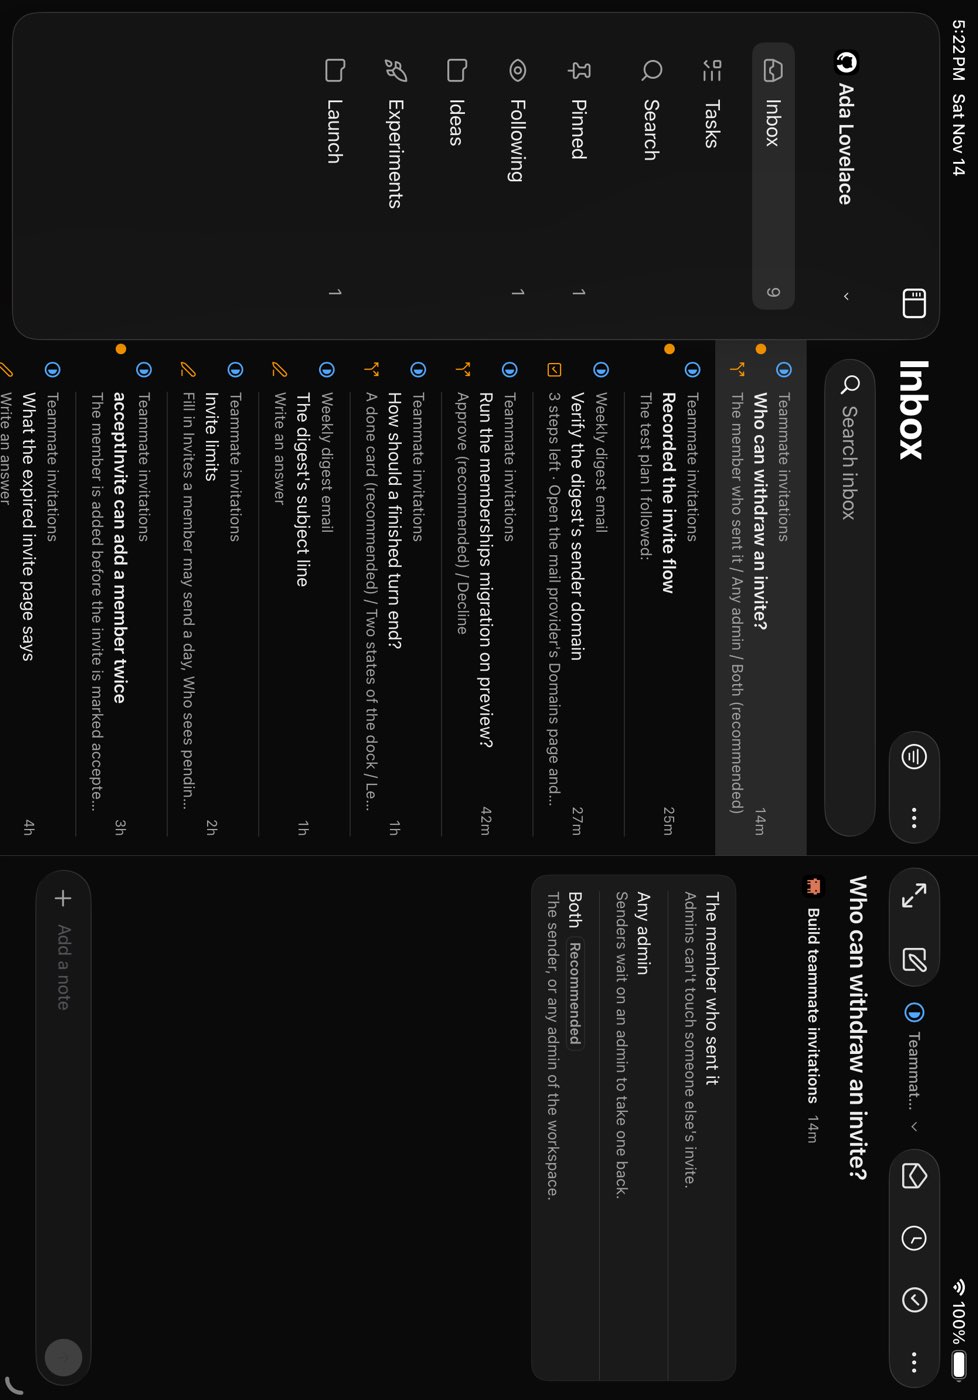 5:22 PM Sat Nov 14
100%
Ada Lovelace
Inbox 9
Tasks
Search
Pinned 1
Following 1
Ideas
Experiments
Launch 1
Inbox
Search inbox
Teammate invitations
Who can withdraw an invite? 14m
The member who sent it / Any admin / Both (recommended)
Teammate invitations
Recorded the invite flow 25m
The test plan I followed:
Weekly digest email
Verify the digest's sender domain 27m
3 steps left · Open the mail provider's Domains page and...
Teammate invitations
Run the memberships migration on preview? 42m
Approve (recommended) / Decline
Teammate invitations
How should a finished turn end? 1h
A done card (recommended) / Two states of the dock / Le...
Weekly digest email
The digest's subject line 1h
Write an answer
Teammate invitations
Invite limits 2h
Fill in Invites a member may send a day, Who sees pendin...
Teammate invitations
acceptInvite can add a member twice 3h
The member is added before the invite is marked accepte...
Teammate invitations
What the expired invite page says 4h
Write an answer
Teammat...
Who can withdraw an invite?
Build teammate invitations 14m
The member who sent it
Admins can't touch someone else's invite.
Any admin
Senders wait on an admin to take one back.
Both Recommended
The sender, or any admin of the workspace.
Add a note